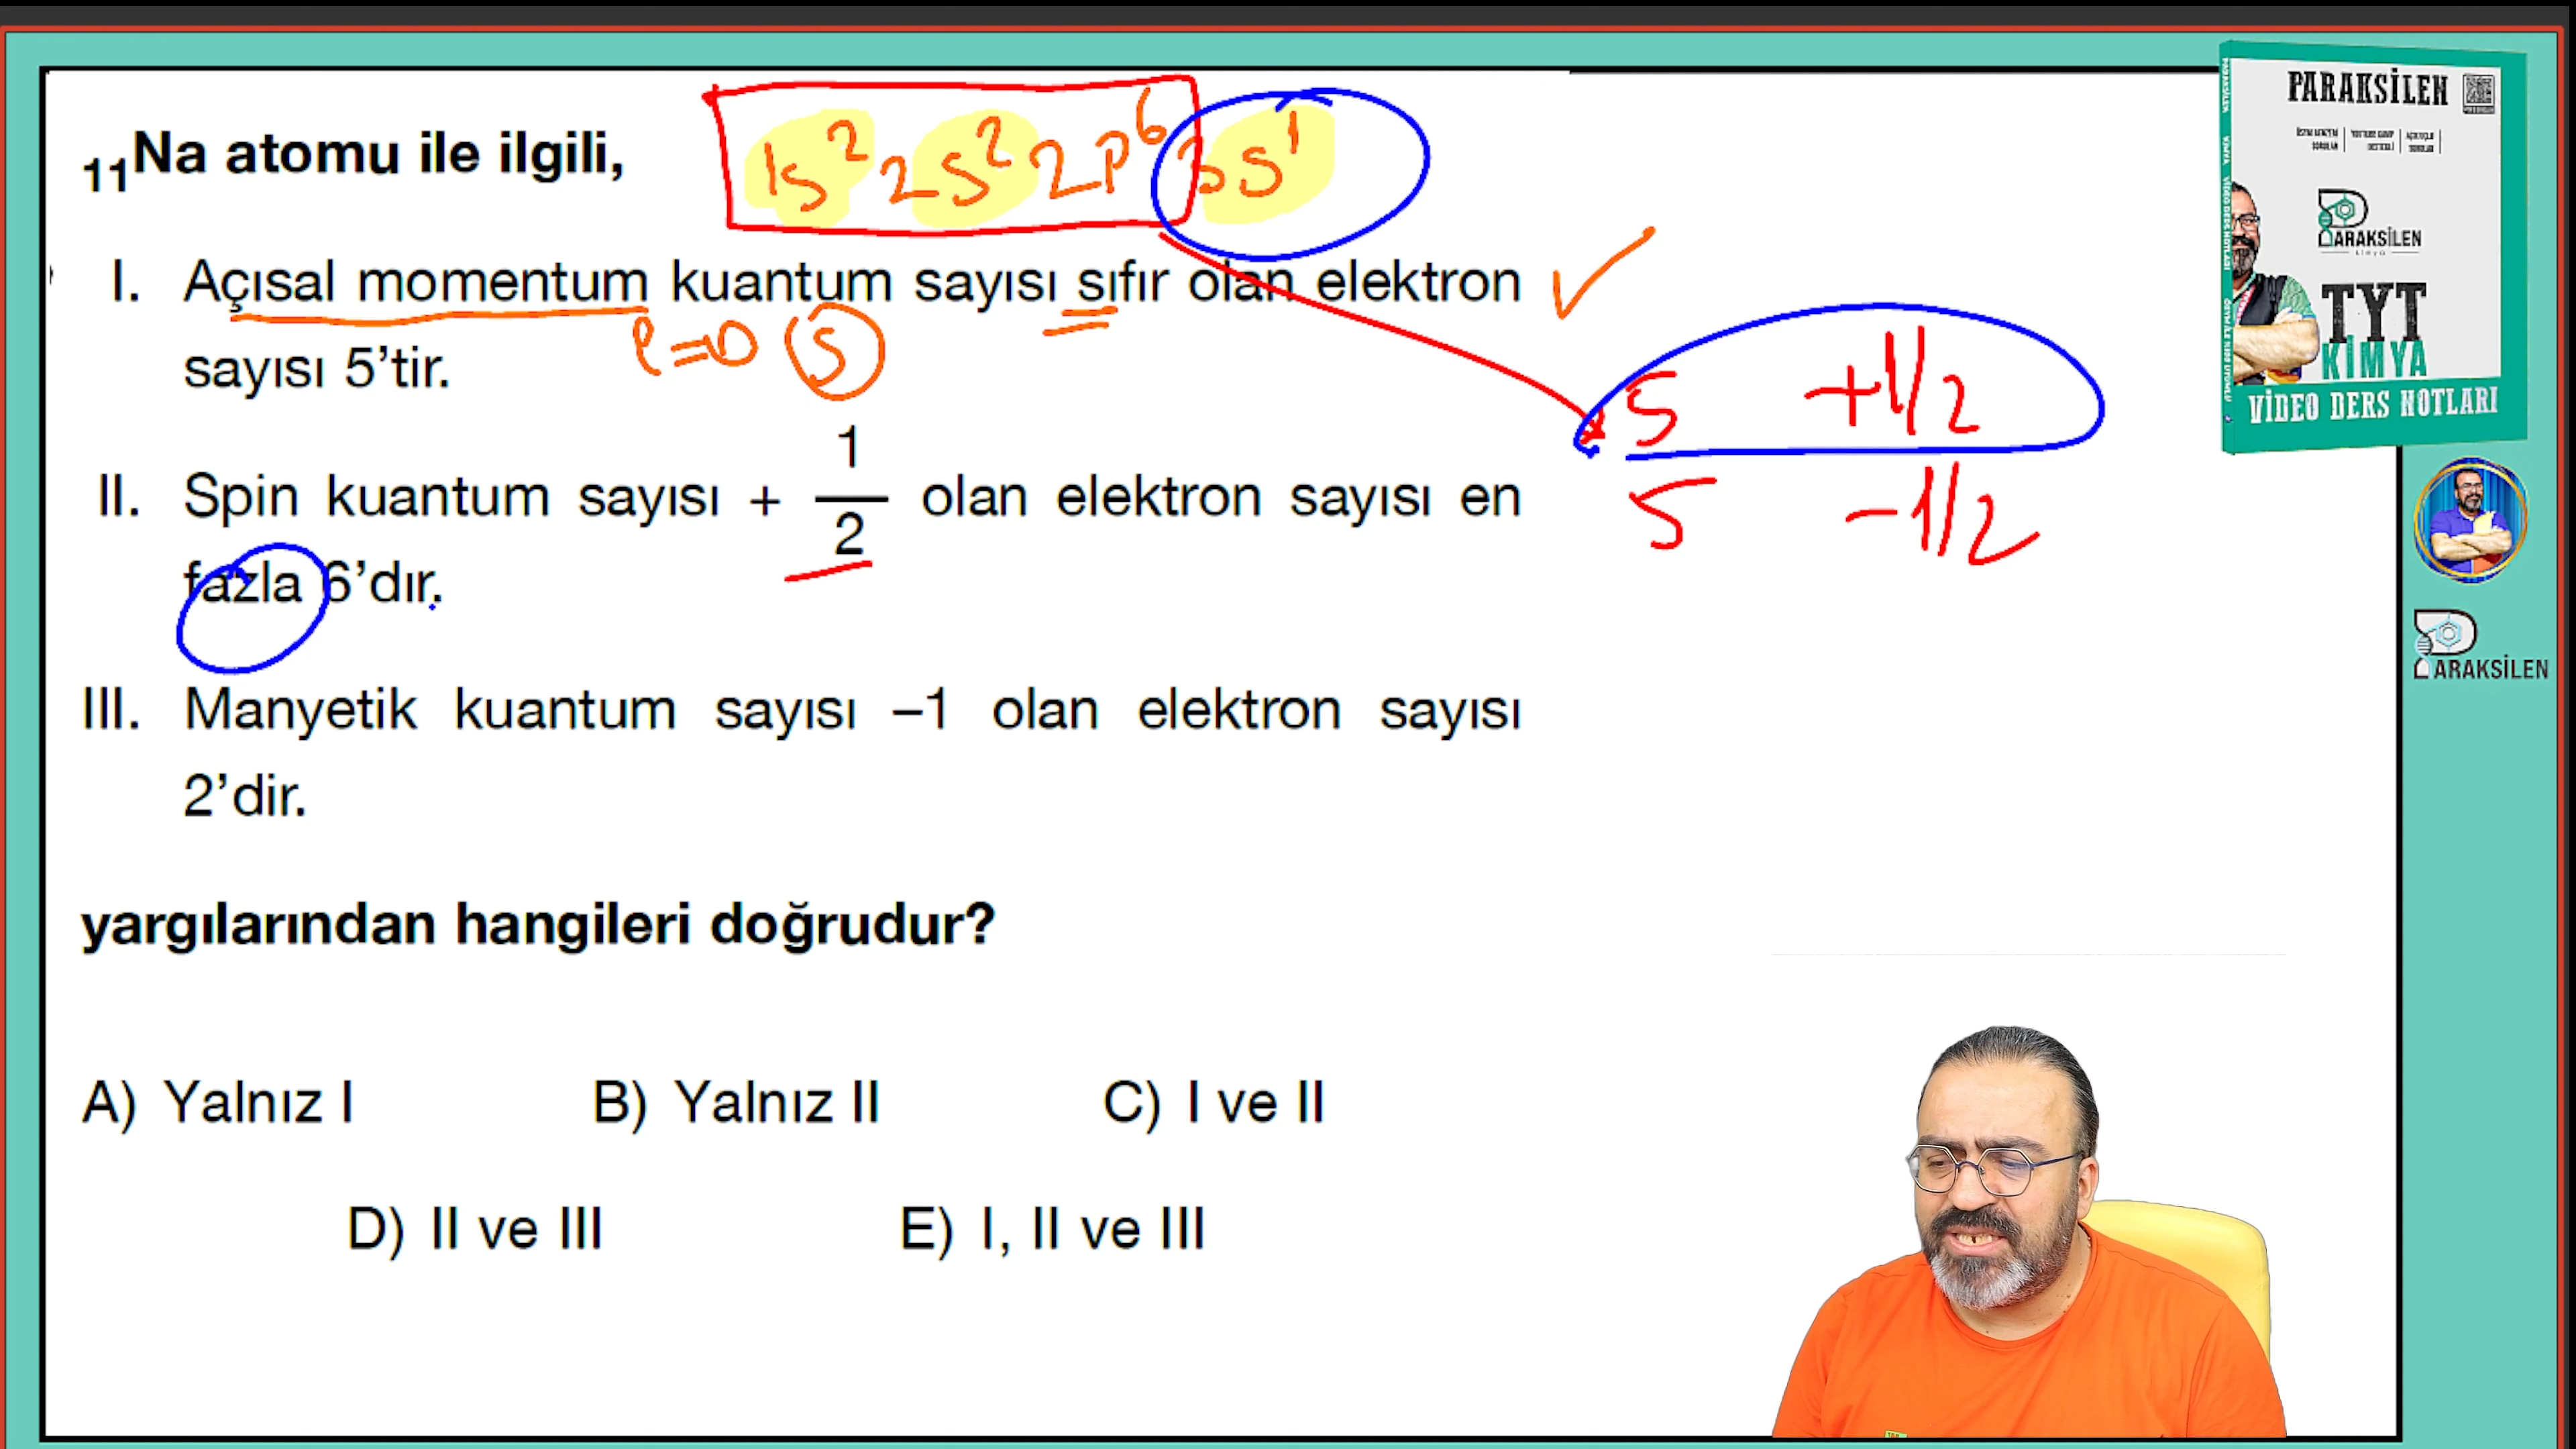 PARAKSİLEN
₁₁Na atomu ile ilgili,
1s² 2s² 2p⁶ 3s¹
I. Açısal momentum kuantum sayısı sıfır olan elektron
sayısı 5'tir.
l=0 s
PARAKSİLEN
kimya
TYT
KİMYA
VİDEO DERS NOTLARI
5 +1/2
5 -1/2
II. Spin kuantum sayısı + 1/2 olan elektron sayısı en
fazla 6'dır.
PARAKSİLEN
III. Manyetik kuantum sayısı –1 olan elektron sayısı
2'dir.
yargılarından hangileri doğrudur?
A) Yalnız I B) Yalnız II C) I ve II
D) II ve III E) I, II ve III